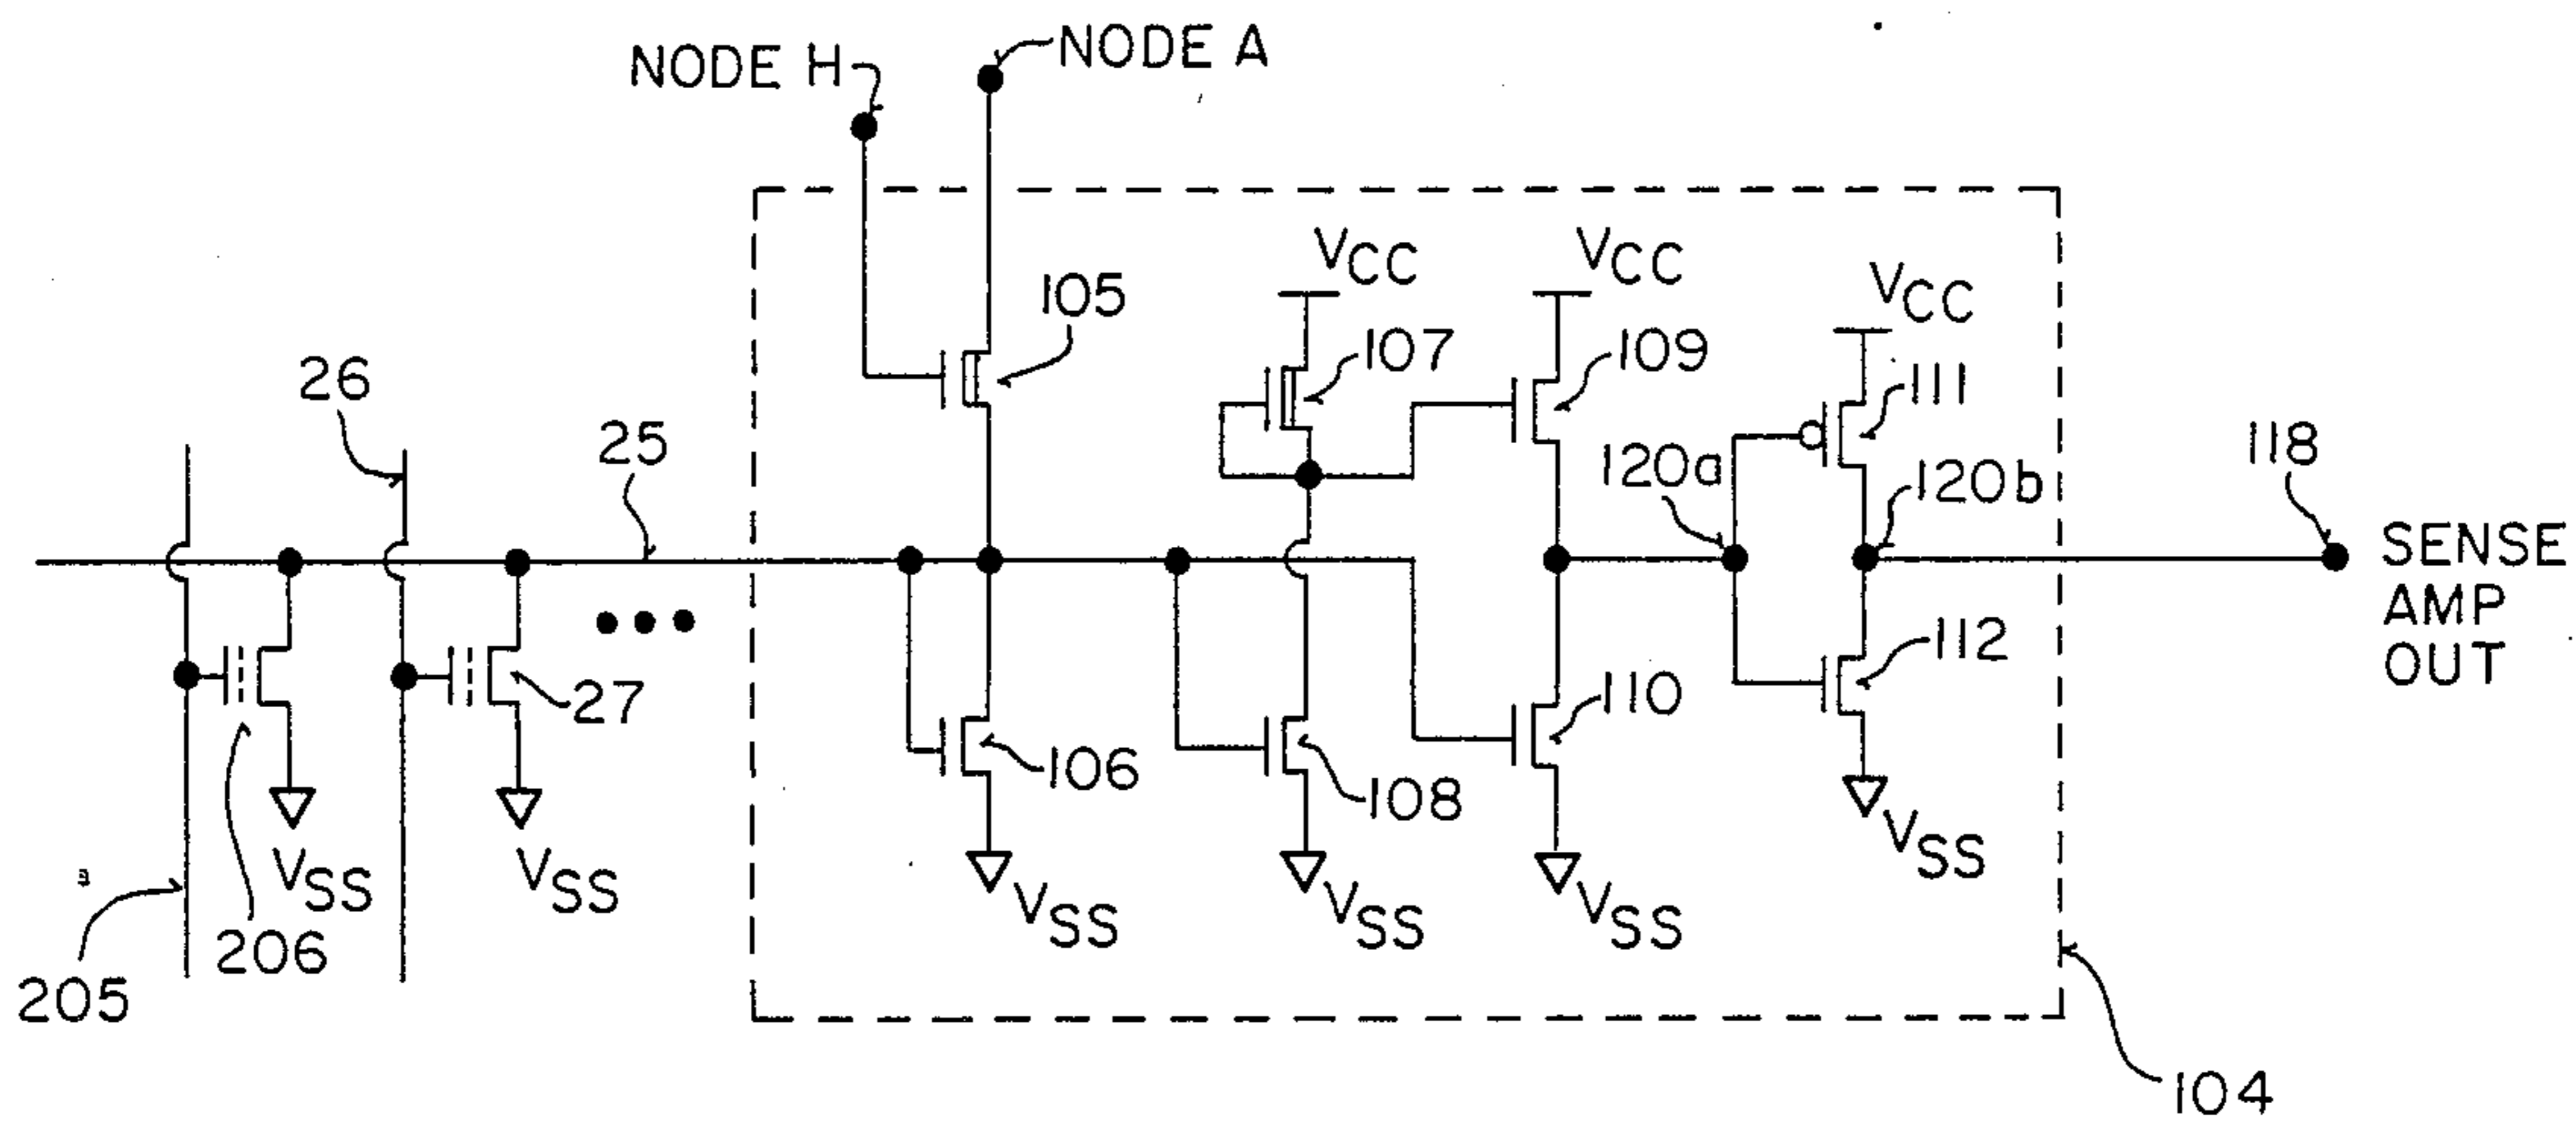 NODE H
NODE A
105
VCC
VCC
VCC
107
109
111
26
25
120a
120b
118
SENSE
AMP
OUT
27
110
112
106
108
VSS
VSS
VSS
VSS
VSS
VSS
205
206
104